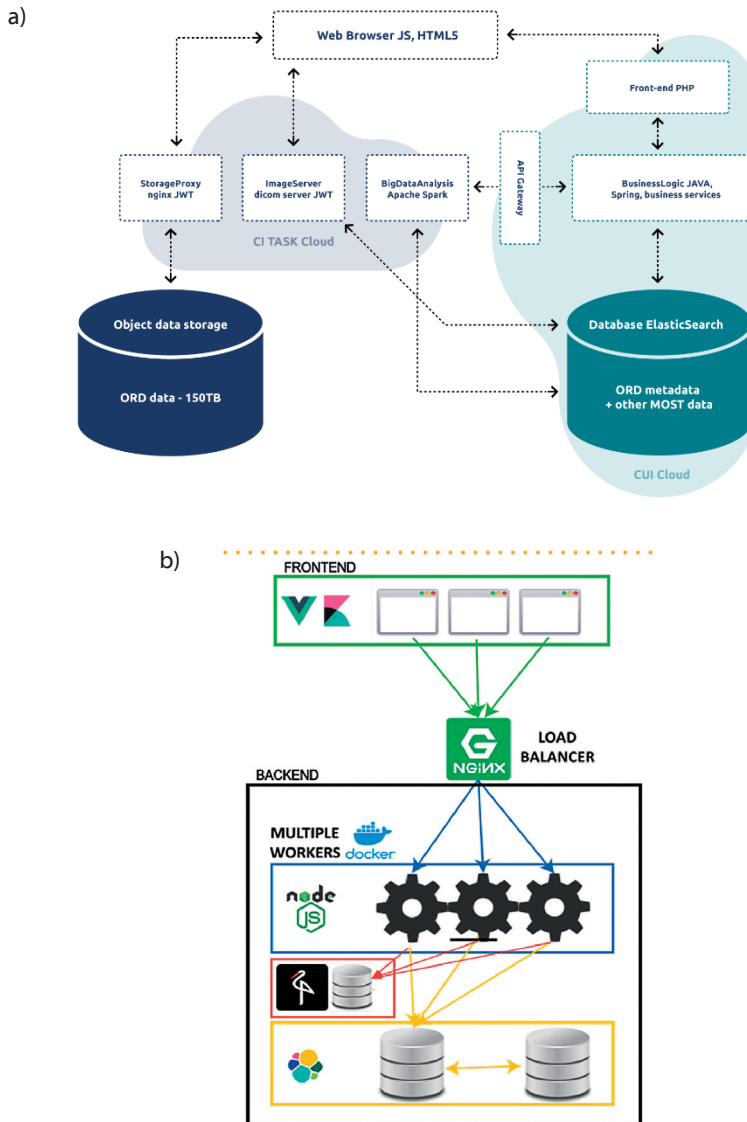 a)
Web Browser JS, HTML5
Front-end PHP
StorageProxy
nginx JWT
ImageServer
dicom server JWT
BigDataAnalysis
Apache Spark
API Gateway
BusinessLogic JAVA,
Spring, business services
CI TASK Cloud
Object data storage
ORD data - 150TB
Database ElasticSearch
ORD metadata
+ other MOST data
CUI Cloud
b)
FRONTEND
NGINX
LOAD
BALANCER
BACKEND
MULTIPLE
WORKERS
docker
node
JS